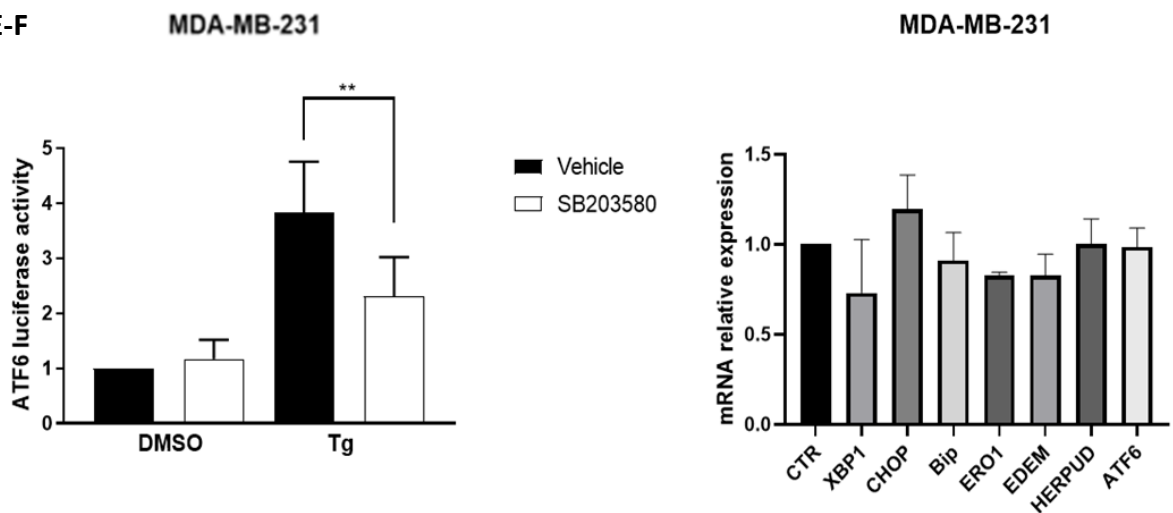 E-F
MDA-MB-231
MDA-MB-231
**
ATF6 luciferase activity
5
4
3
2
1
0
DMSO
Tg
Vehicle
SB203580
mRNA relative expression
1.5
1.0
0.5
0.0
CTR
XBP1
CHOP
Bip
ERO1
EDEM
HERPUD
ATF6